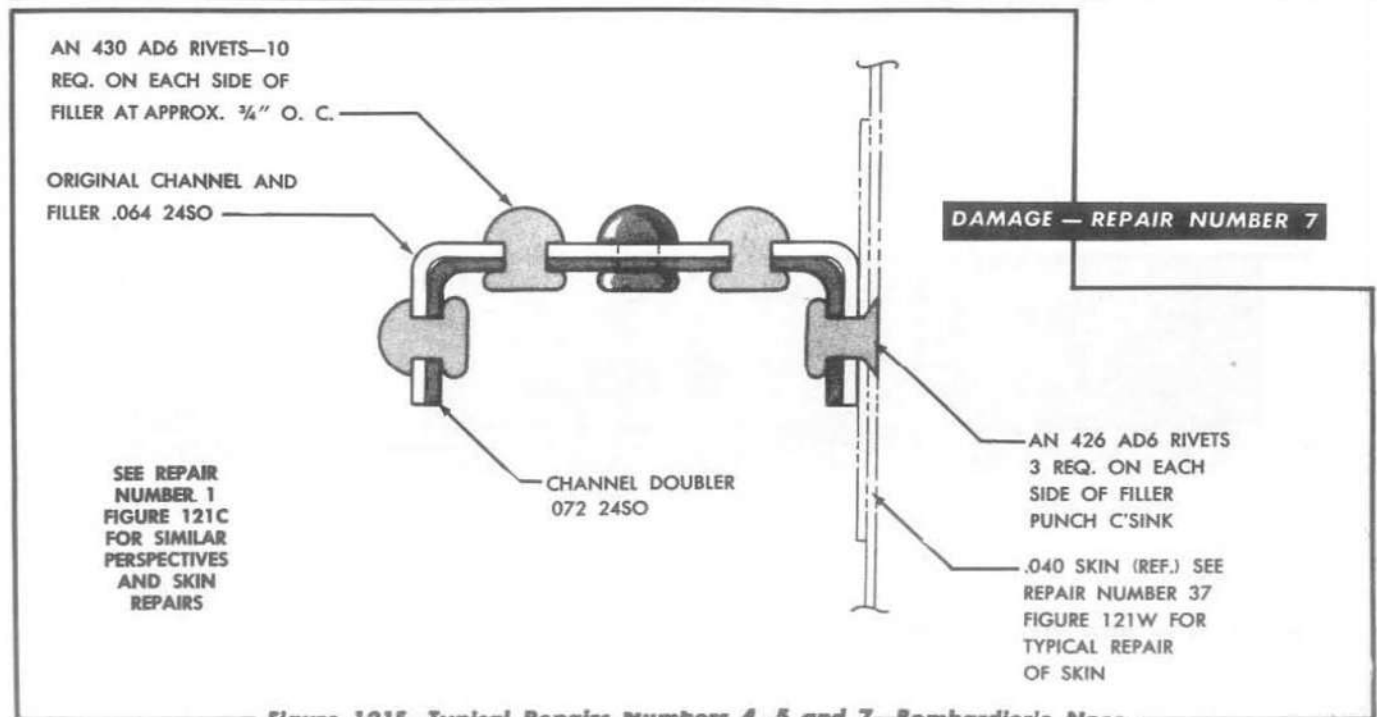 AN 430 AD6 RIVETS—10
REQ. ON EACH SIDE OF
FILLER AT APPROX. ¾" O. C.
ORIGINAL CHANNEL AND
FILLER .064 24SO
DAMAGE — REPAIR NUMBER 7
SEE REPAIR
NUMBER 1
FIGURE 121C
FOR SIMILAR
PERSPECTIVES
AND SKIN
REPAIRS
CHANNEL DOUBLER
072 24SO
AN 426 AD6 RIVETS
3 REQ. ON EACH
SIDE OF FILLER
PUNCH C'SINK
.040 SKIN (REF.) SEE
REPAIR NUMBER 37
FIGURE 121W FOR
TYPICAL REPAIR
OF SKIN
Typical Repairs Numbers 4, 5 and 7—Bombardier's Nose